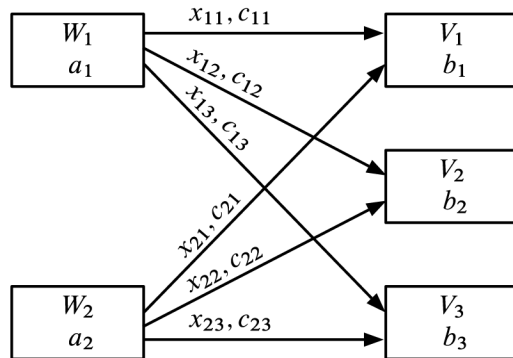 W₁
a₁
x₁₁, c₁₁
V₁
b₁
x₁₂, c₁₂
x₁₃, c₁₃
V₂
b₂
x₂₁, c₂₁
x₂₂, c₂₂
W₂
a₂
x₂₃, c₂₃
V₃
b₃